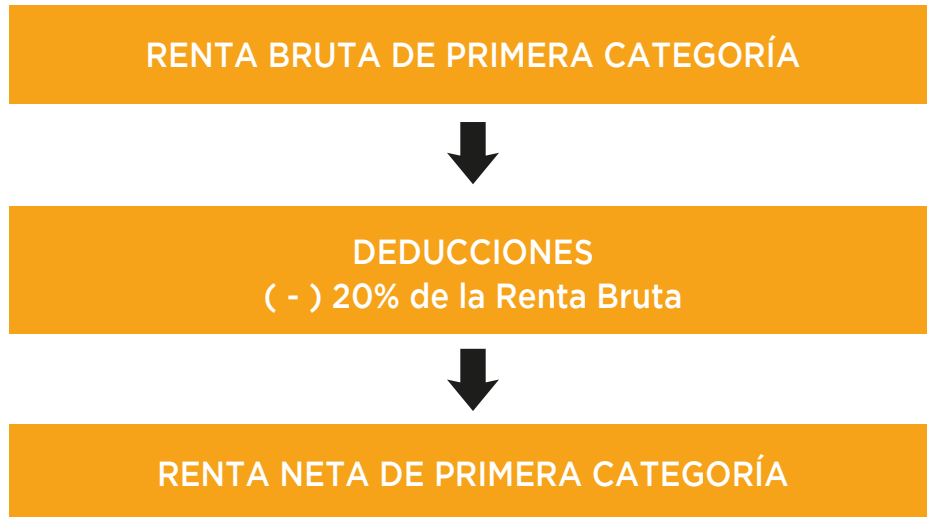 RENTA BRUTA DE PRIMERA CATEGORÍA
DEDUCCIONES
( - ) 20% de la Renta Bruta
RENTA NETA DE PRIMERA CATEGORÍA